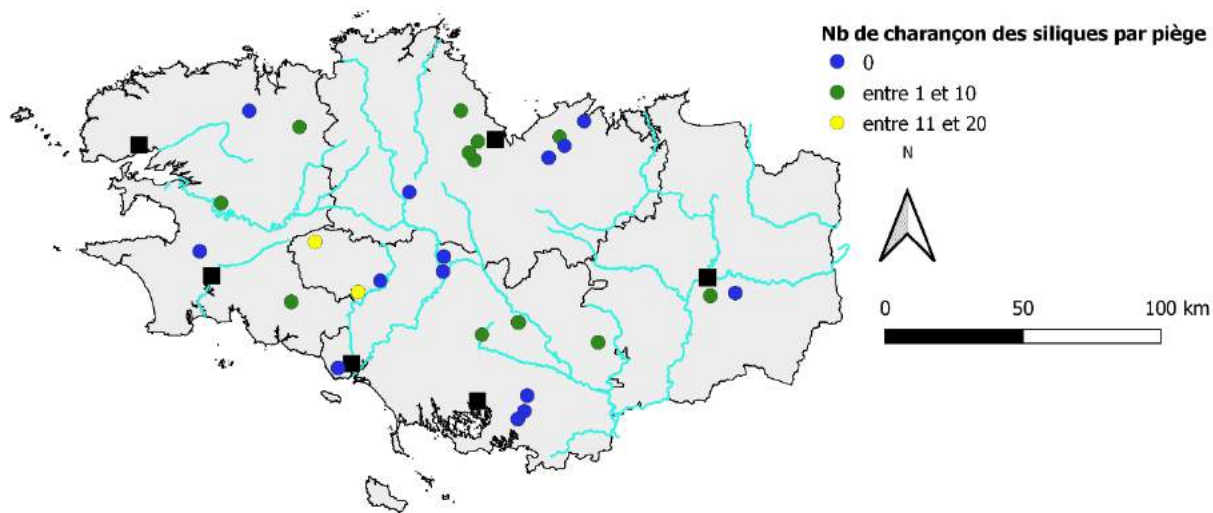 Nb de charançon des siliques par piège
0
entre 1 et 10
entre 11 et 20
N
0 50 100 km